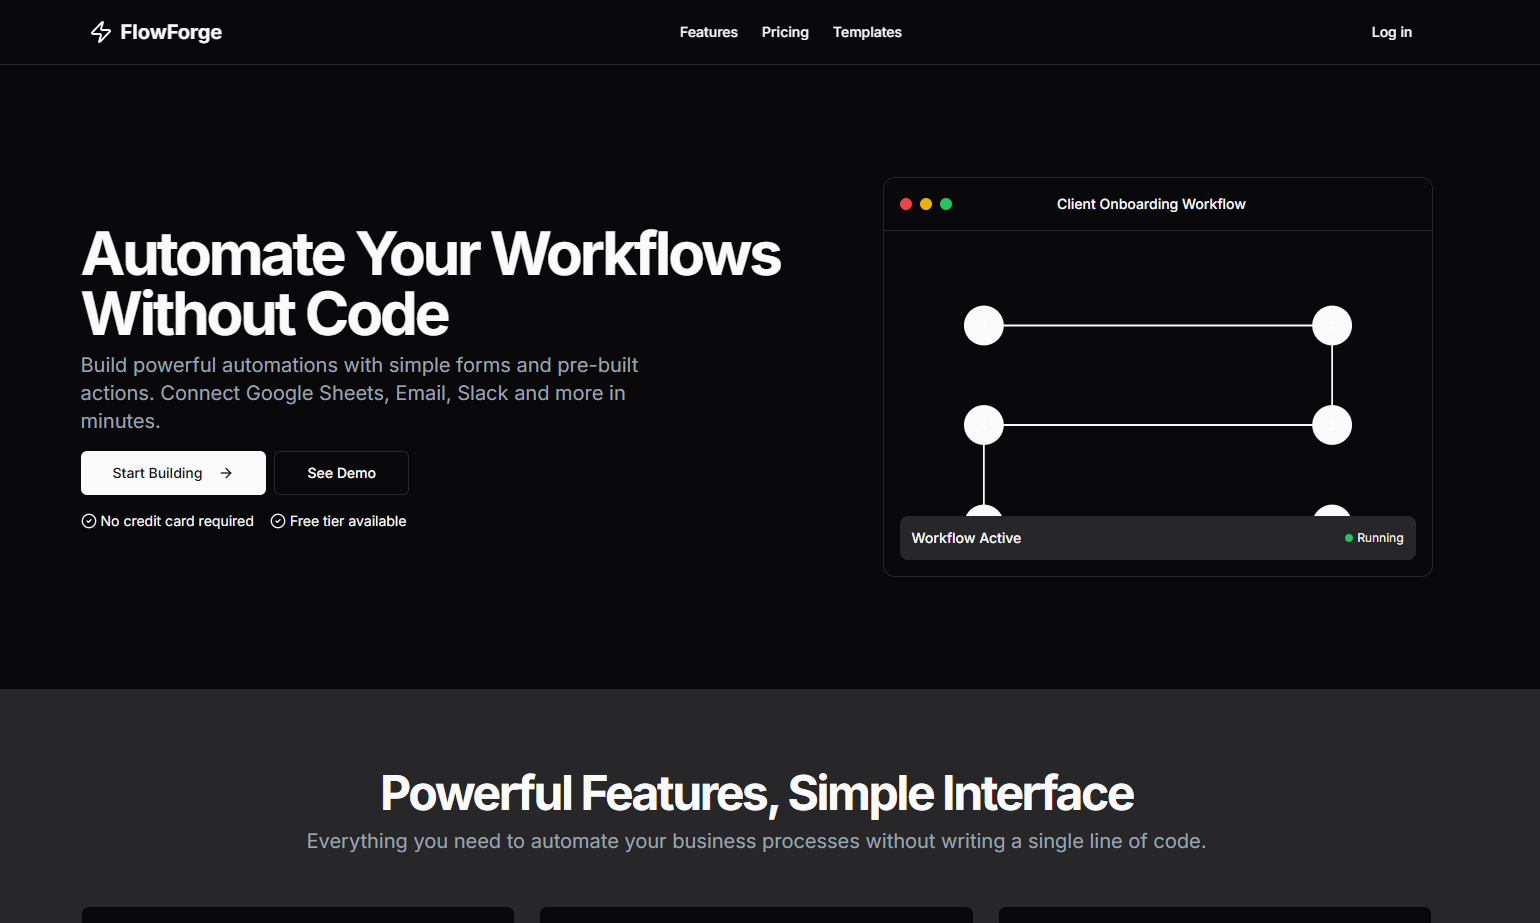 FlowForge
Features
Pricing
Templates
Log in
Automate Your Workflows
Without Code
Build powerful automations with simple forms and pre-built
actions. Connect Google Sheets, Email, Slack and more in
minutes.
Start Building
See Demo
No credit card required
Free tier available
Client Onboarding Workflow
Workflow Active
Running
Powerful Features, Simple Interface
Everything you need to automate your business processes without writing a single line of code.